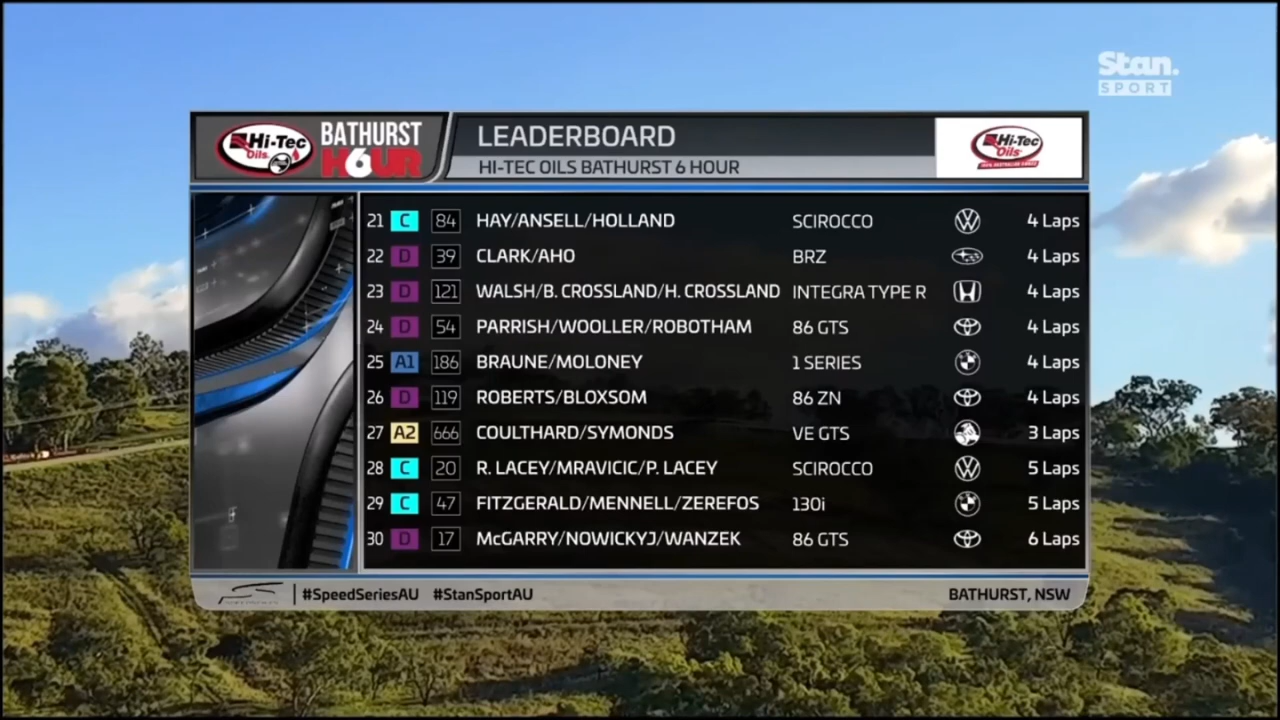 Stan.
SPORT
Hi-Tec Oils BATHURST 6 HOUR
LEADERBOARD
HI-TEC OILS BATHURST 6 HOUR
Hi-Tec Oils
21 C 84 HAY/ANSELL/HOLLAND SCIROCCO 4 Laps
22 D 39 CLARK/AHO BRZ 4 Laps
23 D 121 WALSH/B. CROSSLAND/H. CROSSLAND INTEGRA TYPE R 4 Laps
24 D 54 PARRISH/WOOLLER/ROBOTHAM 86 GTS 4 Laps
25 A1 186 BRAUNE/MOLONEY 1 SERIES 4 Laps
26 D 119 ROBERTS/BLOXSOM 86 ZN 4 Laps
27 A2 666 COULTHARD/SYMONDS VE GTS 3 Laps
28 C 20 R. LACEY/MRAVICIC/P. LACEY SCIROCCO 5 Laps
29 C 47 FITZGERALD/MENNELL/ZEREFOS 130i 5 Laps
30 D 17 McGARRY/NOWICKYJ/WANZEK 86 GTS 6 Laps
#SpeedSeriesAU #StanSportAU BATHURST, NSW